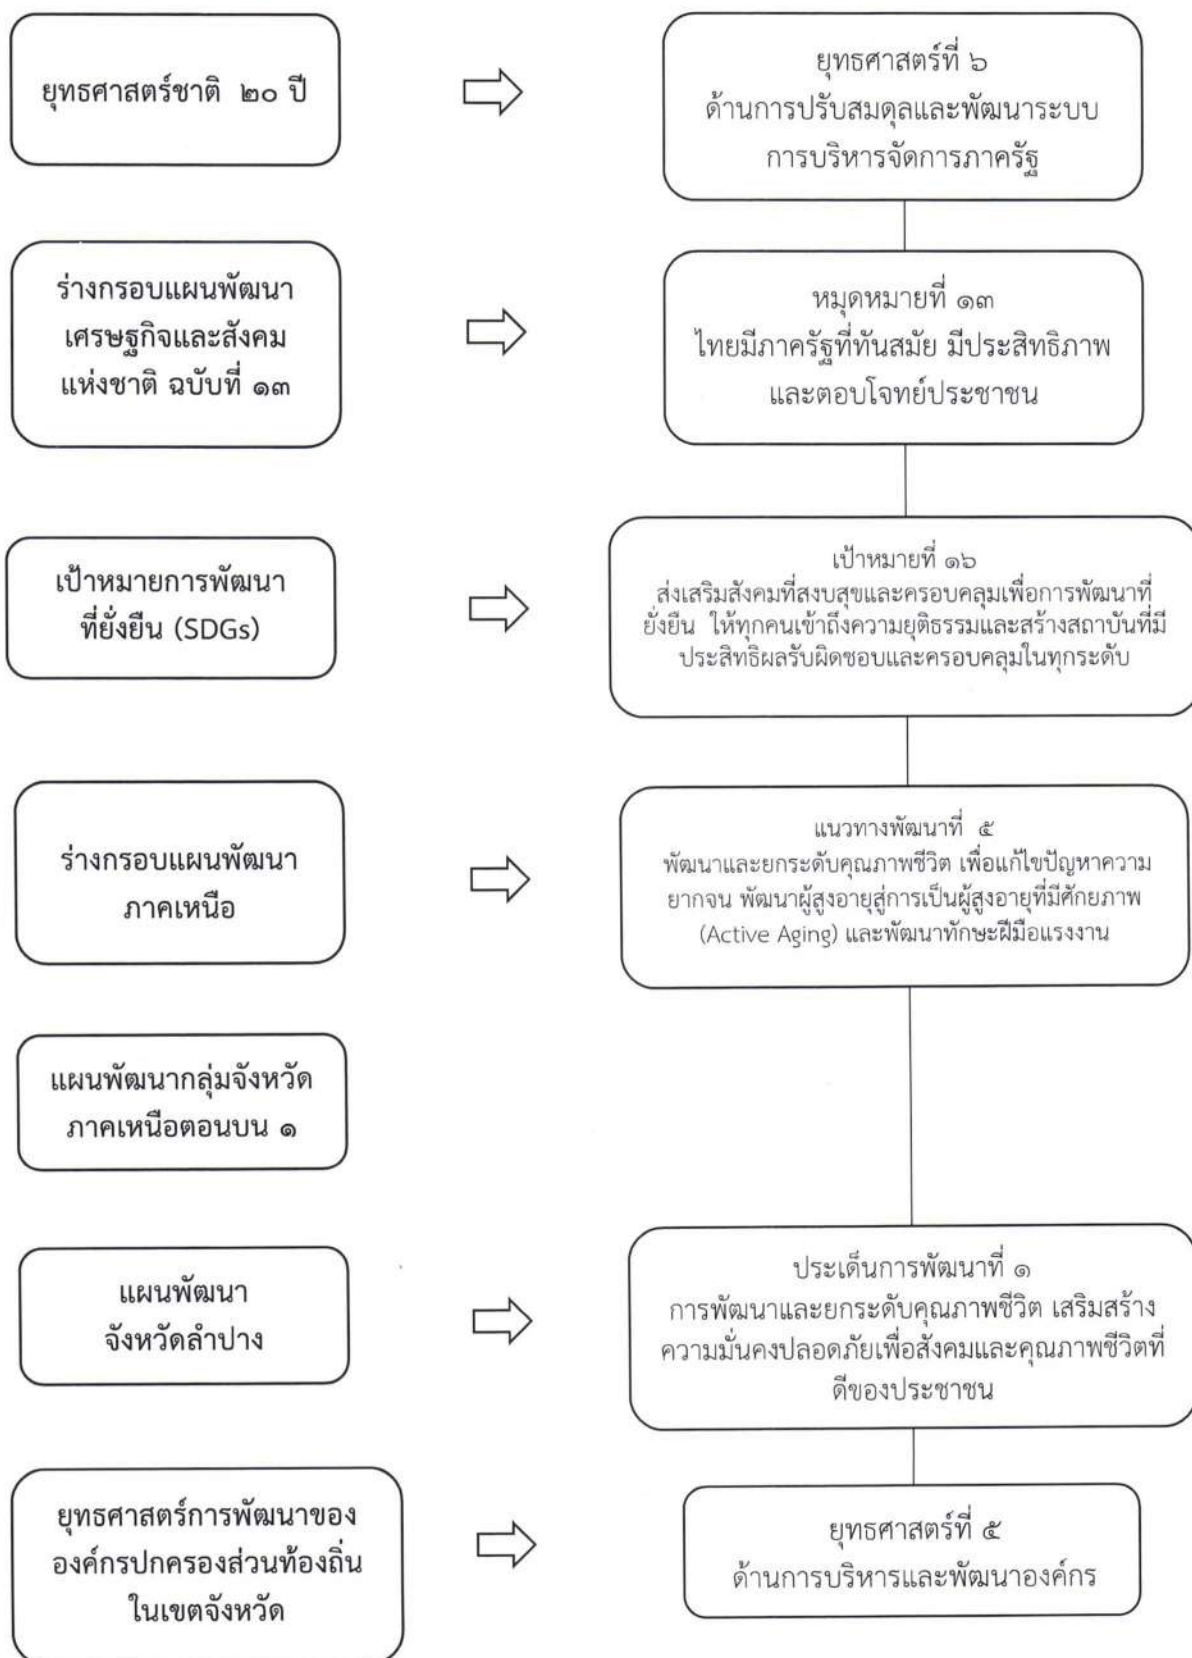 ยุทธศาสตร์ชาติ ๒๐ ปี
ยุทธศาสตร์ที่ ๖
ด้านการปรับสมดุลและพัฒนาระบบ
การบริหารจัดการภาครัฐ
ร่างกรอบแผนพัฒนา
เศรษฐกิจและสังคม
แห่งชาติ ฉบับที่ ๑๓
หมุดหมายที่ ๑๓
ไทยมีภาครัฐที่ทันสมัย มีประสิทธิภาพ
และตอบโจทย์ประชาชน
เป้าหมายการพัฒนา
ที่ยั่งยืน (SDGs)
เป้าหมายที่ ๑๖
ส่งเสริมสังคมที่สงบสุขและครอบคลุมเพื่อการพัฒนาที่
ยั่งยืน ให้ทุกคนเข้าถึงความยุติธรรมและสร้างสถาบันที่มี
ประสิทธิผลรับผิดชอบและครอบคลุมในทุกระดับ
ร่างกรอบแผนพัฒนา
ภาคเหนือ
แนวทางพัฒนาที่ ๕
พัฒนาและยกระดับคุณภาพชีวิต เพื่อแก้ไขปัญหาความ
ยากจน พัฒนาผู้สูงอายุสู่การเป็นผู้สูงอายุที่มีศักยภาพ
(Active Aging) และพัฒนาทักษะฝีมือแรงงาน
แผนพัฒนากลุ่มจังหวัด
ภาคเหนือตอนบน ๑
แผนพัฒนา
จังหวัดลำปาง
ประเด็นการพัฒนาที่ ๑
การพัฒนาและยกระดับคุณภาพชีวิต เสริมสร้าง
ความมั่นคงปลอดภัยเพื่อสังคมและคุณภาพชีวิตที่
ดีของประชาชน
ยุทธศาสตร์การพัฒนาของ
องค์กรปกครองส่วนท้องถิ่น
ในเขตจังหวัด
ยุทธศาสตร์ที่ ๕
ด้านการบริหารและพัฒนาองค์กร